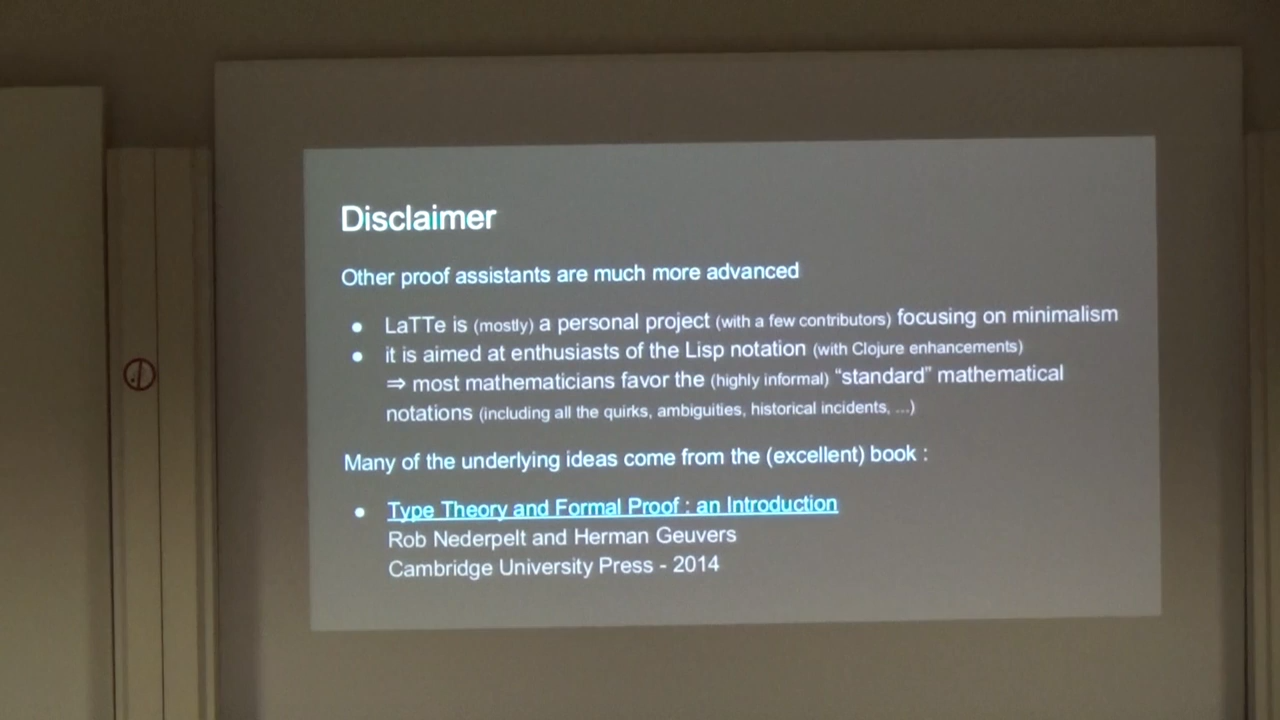 Disclaimer
Other proof assistants are much more advanced
● LaTTe is (mostly) a personal project (with a few contributors) focusing on minimalism
● it is aimed at enthusiasts of the Lisp notation (with Clojure enhancements)
⇒ most mathematicians favor the (highly informal) “standard” mathematical
notations (including all the quirks, ambiguities, historical incidents, ...)
Many of the underlying ideas come from the (excellent) book :
● Type Theory and Formal Proof : an Introduction
Rob Nederpelt and Herman Geuvers
Cambridge University Press - 2014